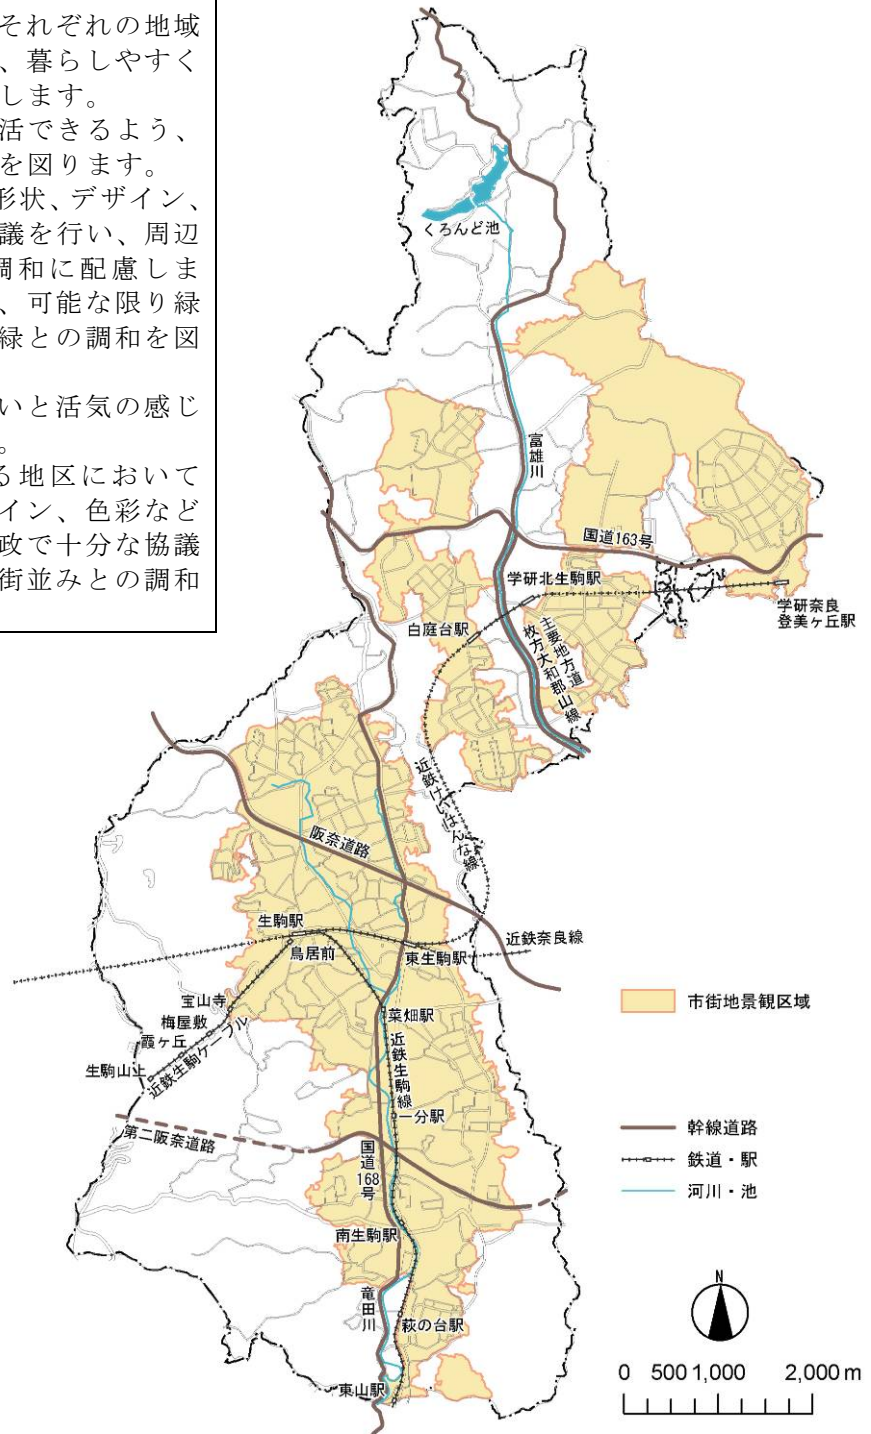 それぞれの地域
、暮らしやすく
します。
活できるよう、
を図ります。
形状、デザイン、
議を行い、周辺
調和に配慮しま
、可能な限り緑
緑との調和を図
いと活気の感じ
。
る地区において
イン、色彩など
政で十分な協議
街並みとの調和
くろんど池
富雄川
国道163号
学研北生駒駅
学研奈良
登美ヶ丘駅
白庭台駅
主要地方道
枚方大和郡山線
近鉄けいはんな線
阪奈道路
生駒駅
鳥居前
東生駒駅
近鉄奈良線
宝山寺
梅屋敷
霞ヶ丘
生駒山上
近鉄生駒ケーブル
菜畑駅
近鉄生駒線
一分駅
第二阪奈道路
国道
168
号
南生駒駅
竜田川
萩の台駅
東山駅
市街地景観区域
幹線道路
鉄道・駅
河川・池
N
0 500 1,000 2,000 m